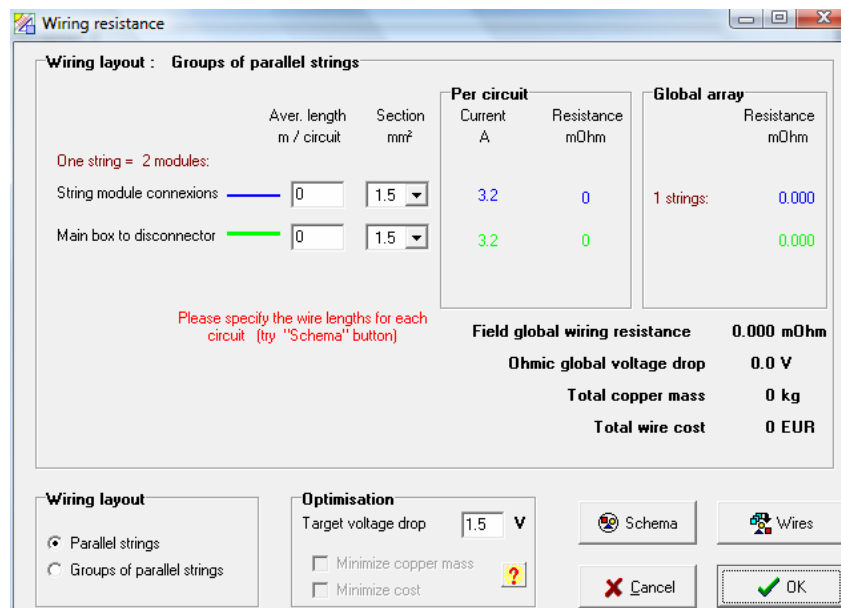 Wiring resistance
Wiring layout : Groups of parallel strings
Per circuit
Global array
Aver. length Section Current Resistance Resistance
m / circuit mm² A mOhm mOhm
One string = 2 modules:
String module connexions 0 1.5 3.2 0 1 strings: 0.000
Main box to disconnector 0 1.5 3.2 0 0.000
Please specify the wire lengths for each
circuit (try "Schema" button)
Field global wiring resistance 0.000 mOhm
Ohmic global voltage drop 0.0 V
Total copper mass 0 kg
Total wire cost 0 EUR
Wiring layout
Parallel strings
Groups of parallel strings
Optimisation
Target voltage drop 1.5 V
Minimize copper mass
Minimize cost
?
Schema
Wires
Cancel
OK